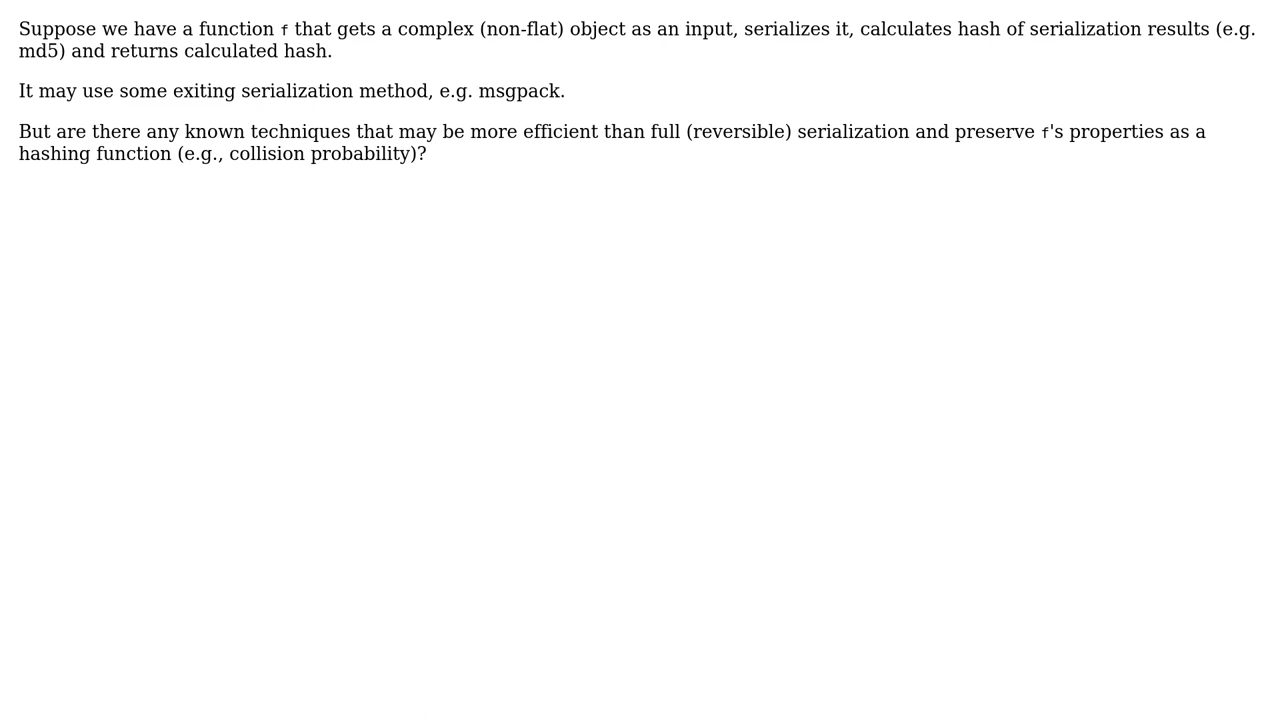 Suppose we have a function f that gets a complex (non-flat) object as an input, serializes it, calculates hash of serialization results (e.g.
md5) and returns calculated hash.
It may use some exiting serialization method, e.g. msgpack.
But are there any known techniques that may be more efficient than full (reversible) serialization and preserve f's properties as a
hashing function (e.g., collision probability)?